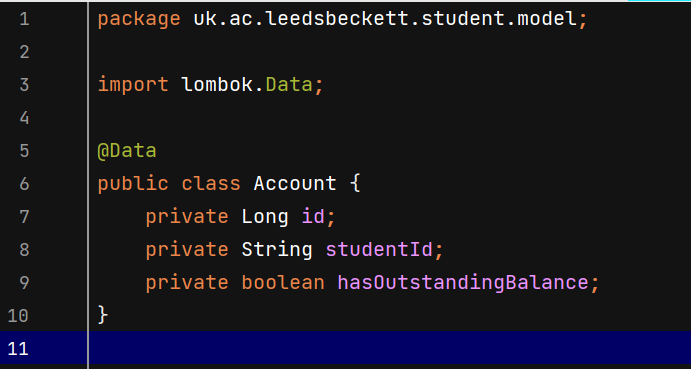 1 package uk.ac.leedsbeckett.student.model;
2
3 import lombok.Data;
4
5 @Data
6 public class Account {
7     private Long id;
8     private String studentId;
9     private boolean hasOutstandingBalance;
10 }
11